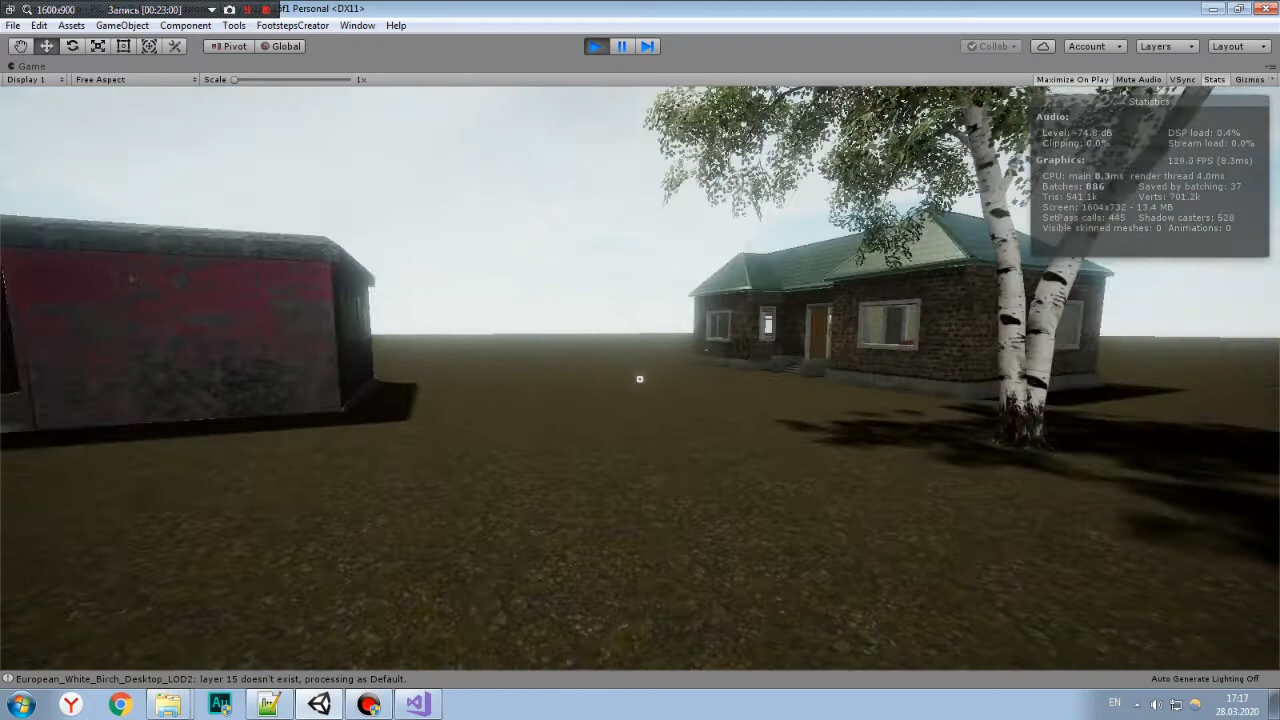 1600x900 Запись [00:23:00] 5f1 Personal <DX11>
File Edit Assets GameObject Component Tools FootstepsCreator Window Help
Pivot Global Collab Account Layers Layout
Game
Display 1 Free Aspect Scale 1x Maximize On Play Mute Audio VSync Stats Gizmos
Statistics
Audio:
Level: -74.8 dB DSP load: 0.4%
Clipping: 0.0% Stream load: 0.0%
Graphics: 129.0 FPS (8.3ms)
CPU: main 8.3ms render thread 4.0ms
Batches: 886 Saved by batching: 37
Tris: 541.1k Verts: 701.2k
Screen: 1604x732 - 13.4 MB
SetPass calls: 445 Shadow casters: 528
Visible skinned meshes: 0 Animations: 0
European_White_Birch_Desktop_LOD2: layer 15 doesn't exist, processing as Default. Auto Generate Lighting Off
EN 17:17
28.03.2020